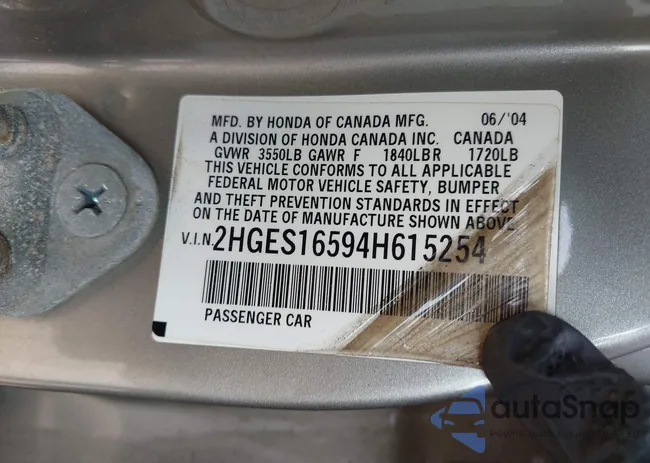 MFD. BY HONDA OF CANADA MFG. 06/'04
A DIVISION OF HONDA CANADA INC. CANADA
GVWR 3550LB GAWR F 1840LB R 1720LB
THIS VEHICLE CONFORMS TO ALL APPLICABLE
FEDERAL MOTOR VEHICLE SAFETY, BUMPER
AND THEFT PREVENTION STANDARDS IN EFFECT
ON THE DATE OF MANUFACTURE SHOWN ABOVE
V.I.N. 2HGES16594H615254
PASSENGER CAR
autoSnap